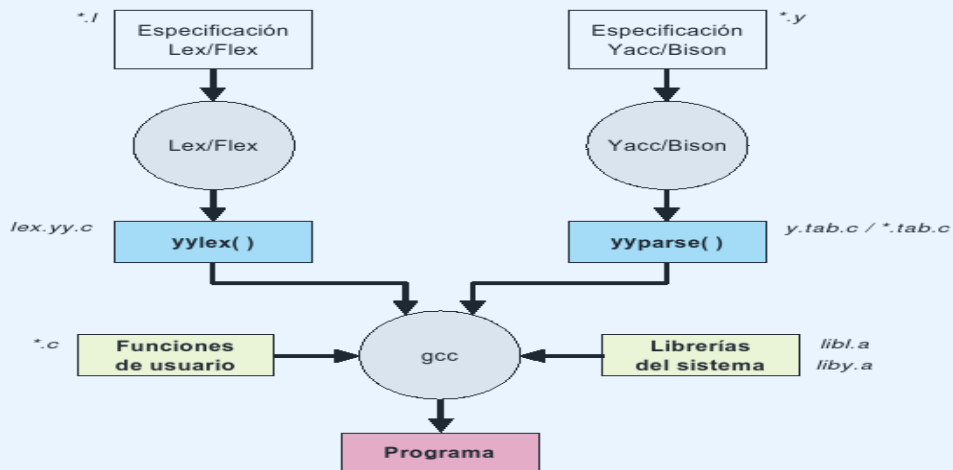 *.l
Especificación
Lex/Flex
Especificación
Yacc/Bison
*.y
Lex/Flex
Yacc/Bison
lex.yy.c
yylex( )
yyparse( )
y.tab.c / *.tab.c
*.c
Funciones
de usuario
gcc
Librerías
del sistema
libl.a
liby.a
Programa